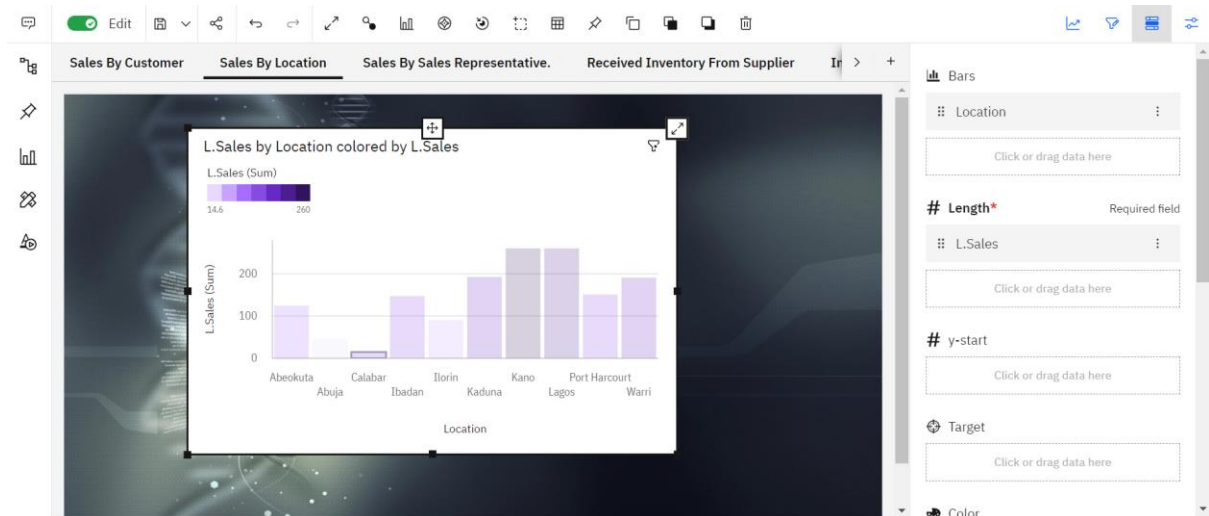 Edit
Sales By Customer Sales By Location Sales By Sales Representative. Received Inventory From Supplier
L.Sales by Location colored by L.Sales
L.Sales (Sum)
14.6 260
L.Sales (Sum)
200
100
0
Abeokuta Calabar Ilorin Kano Port Harcourt
Abuja Ibadan Kaduna Lagos Warri
Location
Bars
Location
Click or drag data here
# Length* Required field
L.Sales
Click or drag data here
# y-start
Click or drag data here
Target
Click or drag data here
Color